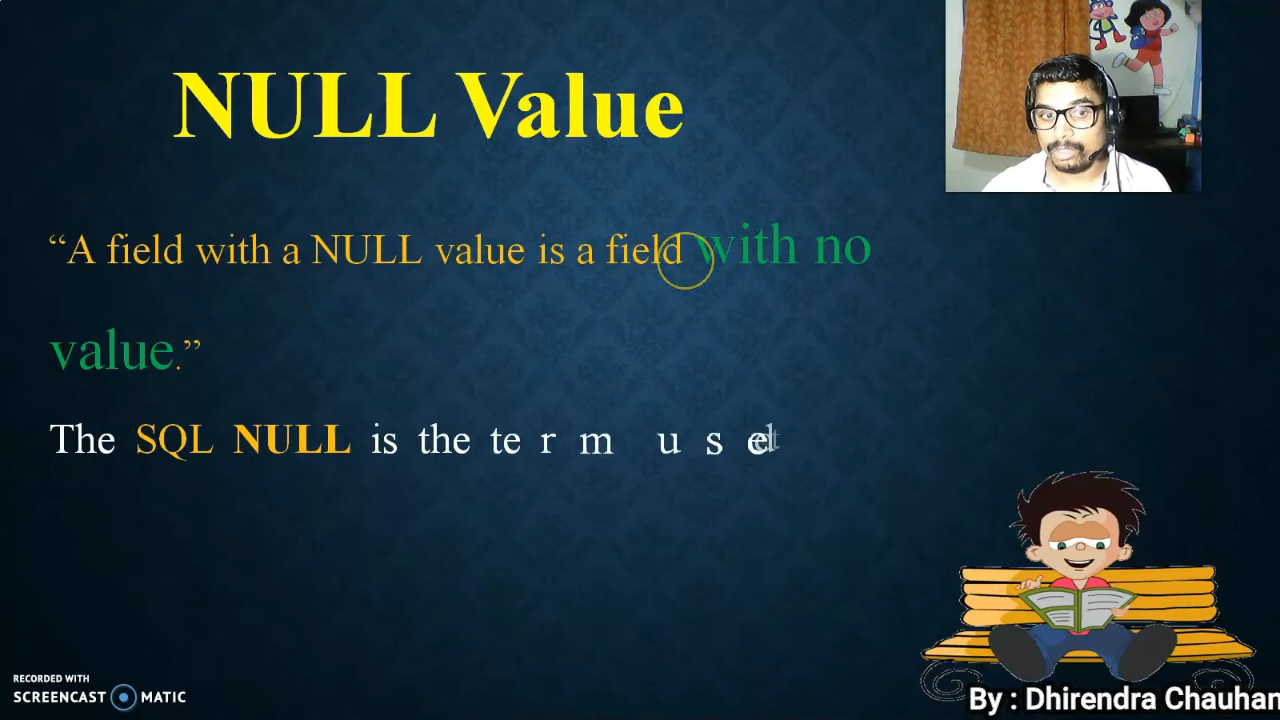 NULL Value
“A field with a NULL value is a field with no
value.”
The SQL NULL is the term use
RECORDED WITH
SCREENCAST MATIC
By : Dhirendra Chauhan